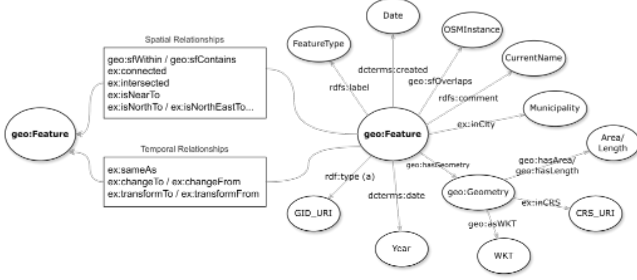 Date
OSMInstance
Spatial Relationships
FeatureType
CurrentName
geo:sfWithin / geo:sfContains
ex:connected
ex:intersected
ex:isNearTo
ex:isNorthTo / ex:isNorthEastTo...
dcterms:created
geo:sfOverlaps
rdfs:label
rdfs:comment
Municipality
geo:Feature
geo:Feature
ex:inCity
Temporal Relationships
ex:sameAs
ex:changeTo / ex:changeFrom
ex:transformTo / ex:transformFrom
geo:hasGeometry
geo:hasArea/
geo:hasLength
Area/
Length
rdf:type (a)
dcterms:date
geo:Geometry
ex:inCRS
GID_URI
CRS_URI
geo:asWKT
Year
WKT